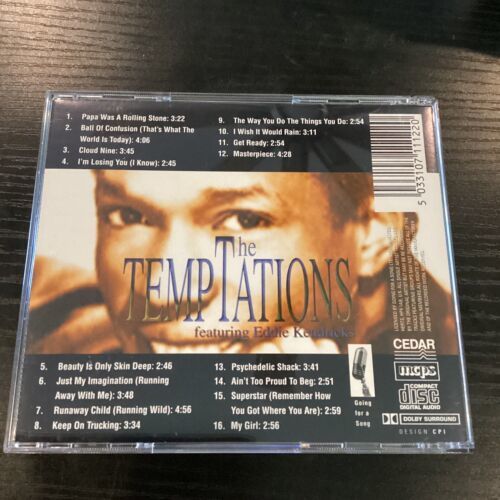 1. Papa Was A Rolling Stone: 3:22
2. Ball Of Confusion (That's What The
World Is Today): 4:06
3. Cloud Nine: 3:45
4. I'm Losing You (I Know): 2:45
9. The Way You Do The Things You Do: 2:54
10. I Wish It Would Rain: 3:11
11. Get Ready: 2:54
12. Masterpiece: 4:28
5 033107 111220
The
TEMPTATIONS
featuring Eddie Kendricks
5. Beauty Is Only Skin Deep: 2:46
6. Just My Imagination (Running
Away With Me): 3:48
7. Runaway Child (Running Wild): 4:56
8. Keep On Trucking: 3:34
13. Psychedelic Shack: 3:41
14. Ain't Too Proud To Beg: 2:51
15. Superstar (Remember How
You Got Where You Are): 2:59
16. My Girl: 2:56
Going
for a
Song
CEDAR
mcps
COMPACT
disc
DIGITAL AUDIO
DOLBY SURROUND
DESIGN CPI